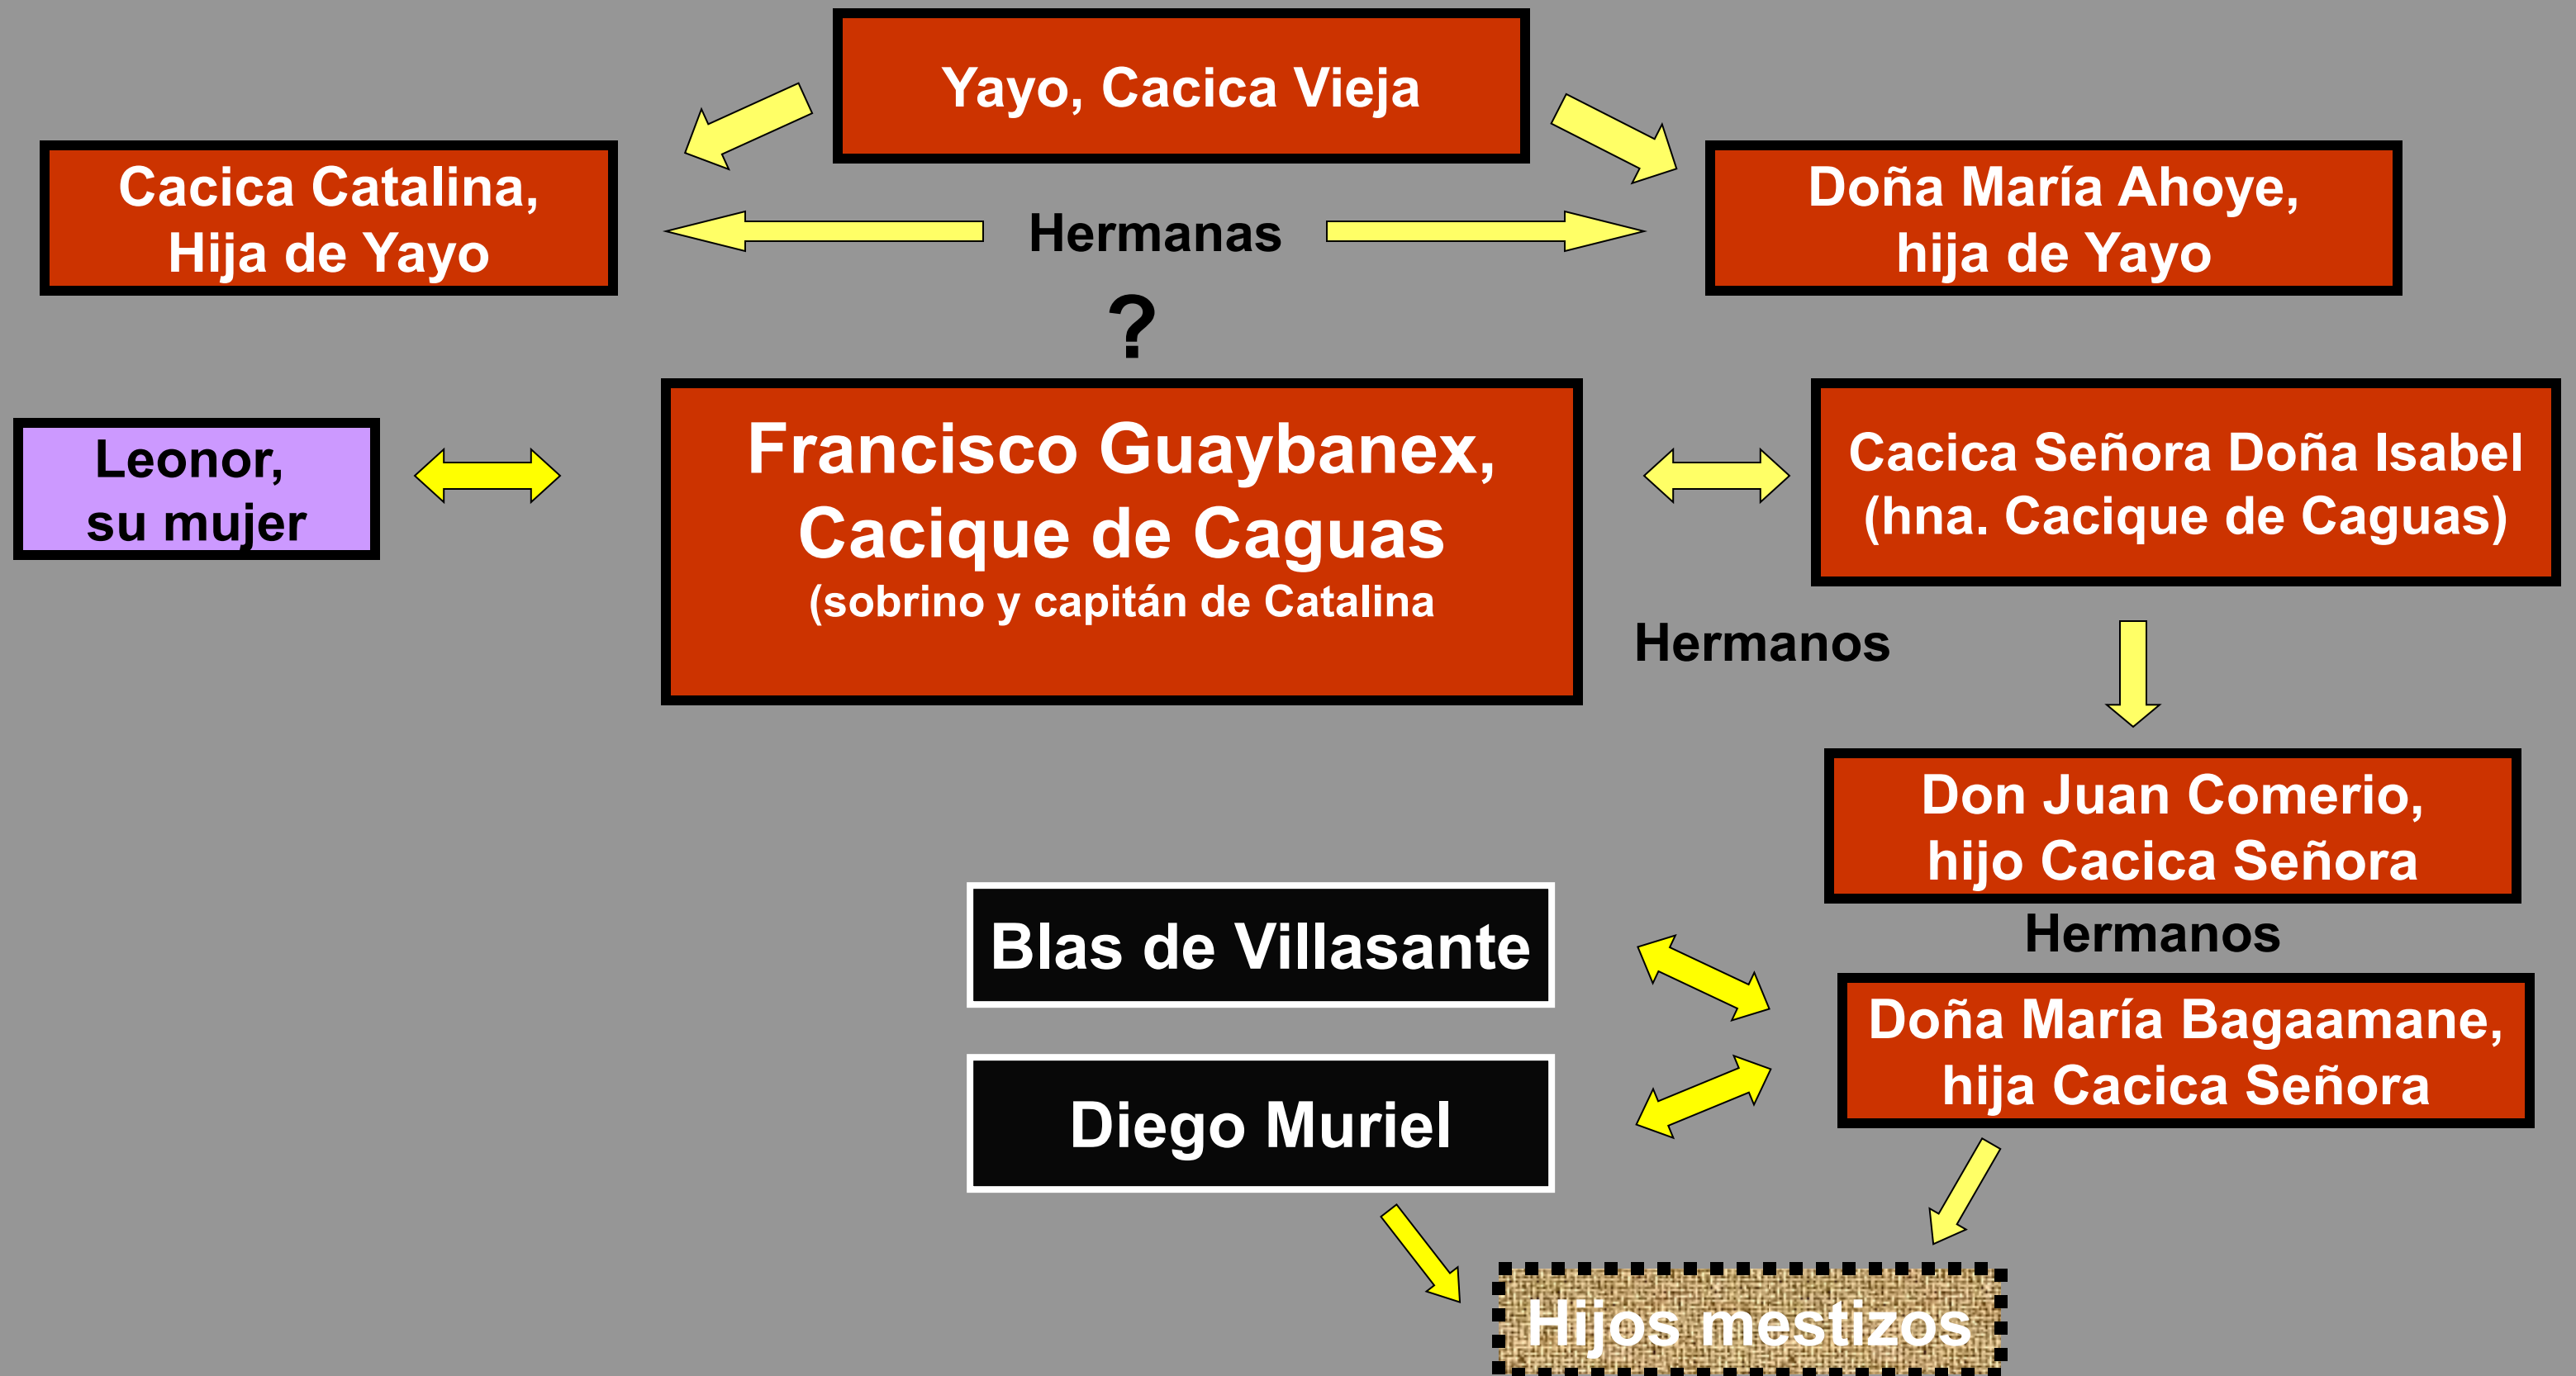 Yayo, Cacica Vieja
Cacica Catalina,
Hija de Yayo
Hermanas
Doña María Ahoye,
hija de Yayo
?
Leonor,
su mujer
Francisco Guaybanex,
Cacique de Caguas
(sobrino y capitán de Catalina
Cacica Señora Doña Isabel
(hna. Cacique de Caguas)
Hermanos
Don Juan Comerio,
hijo Cacica Señora
Hermanos
Blas de Villasante
Doña María Bagaamane,
hija Cacica Señora
Diego Muriel
Hijos mestizos